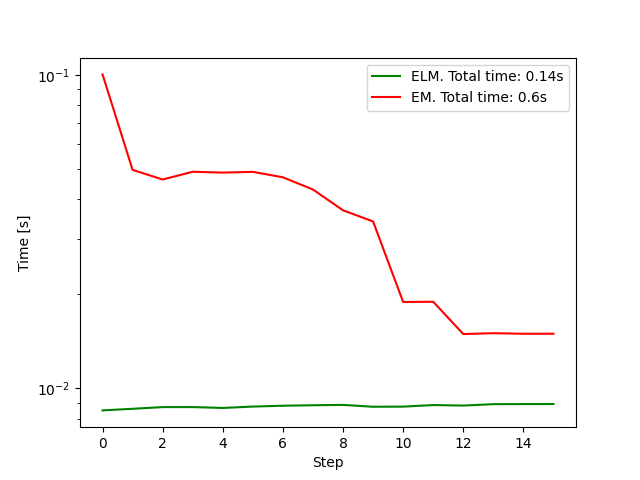 ELM. Total time: 0.14s
EM. Total time: 0.6s
10⁻¹
10⁻²
Time [s]
0 2 4 6 8 10 12 14
Step